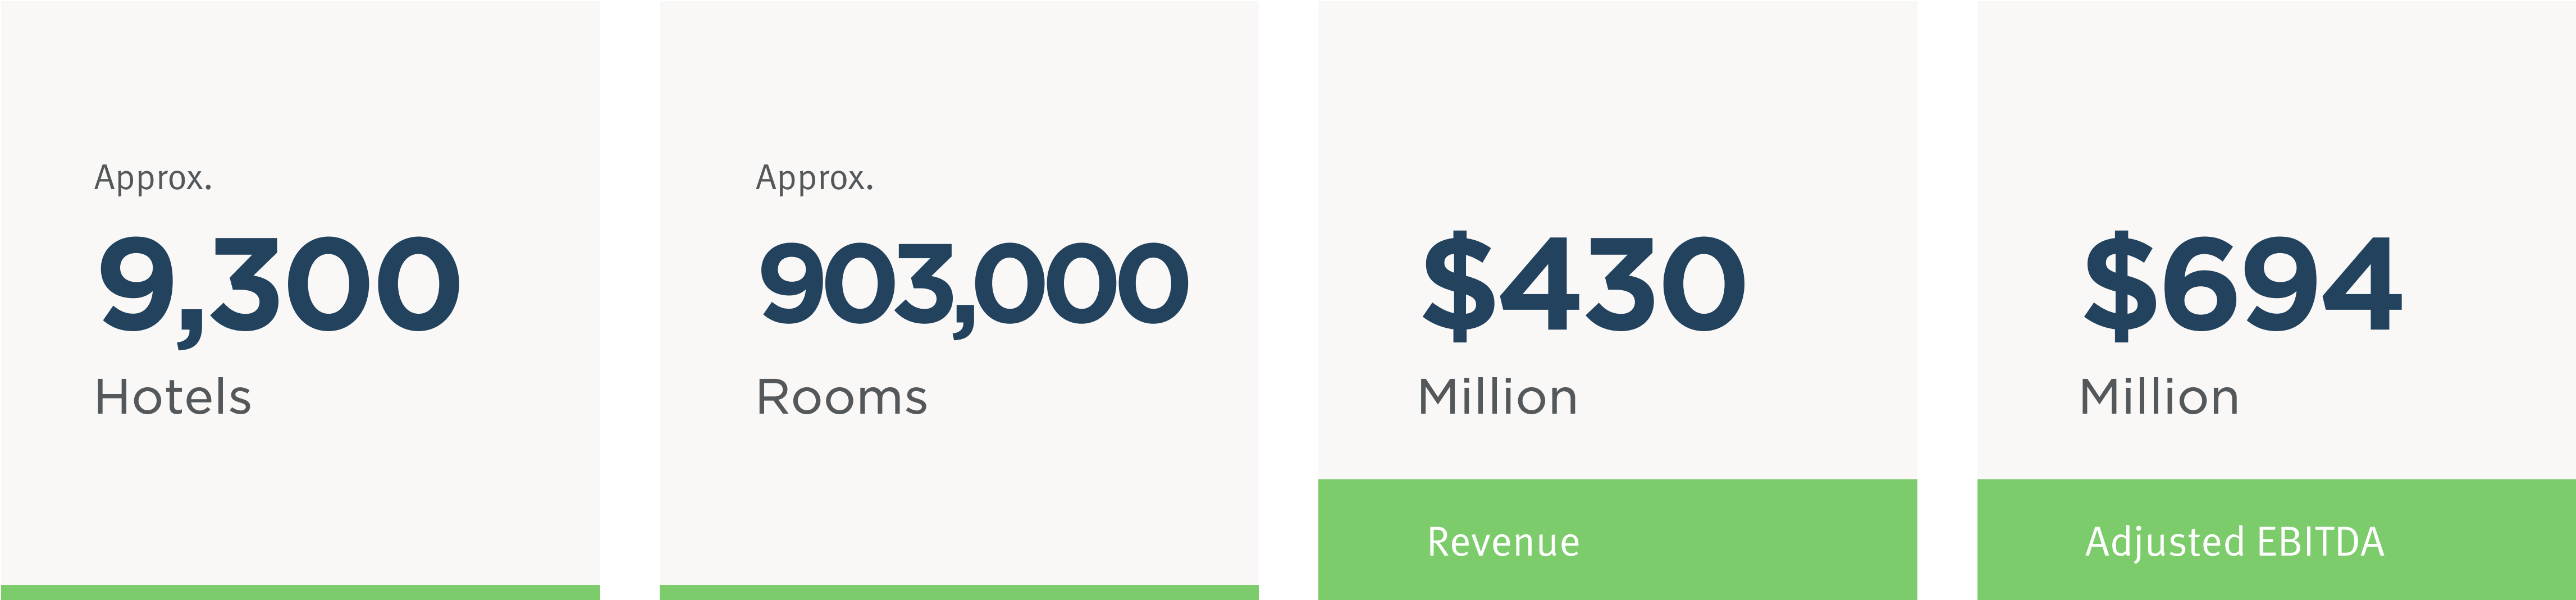 Approx.
9,300
Hotels
Approx.
903,000
Rooms
$430
Million
Revenue
$694
Million
Adjusted EBITDA